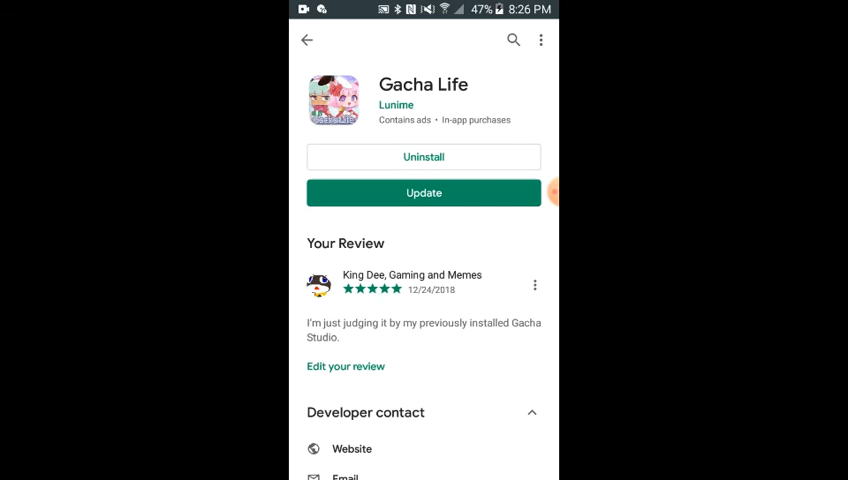 47% 8:26 PM
Gacha Life
Lunime
Contains ads • In-app purchases
Uninstall
Update
Your Review
King Dee, Gaming and Memes
★★★★★ 12/24/2018
I'm just judging it by my previously installed Gacha
Studio.
Edit your review
Developer contact
Website
Email